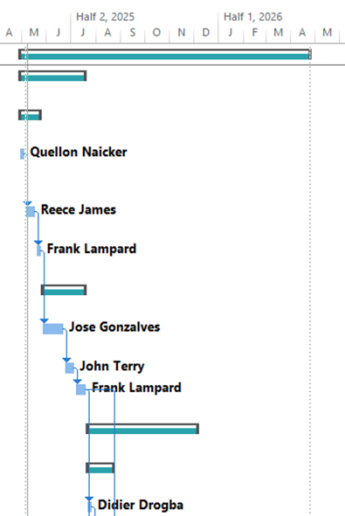 Half 2, 2025 Half 1, 2026
A M J J A S O N D J F M A M
Quellon Naicker
Reece James
Frank Lampard
Jose Gonzalves
John Terry
Frank Lampard
Didier Drogba